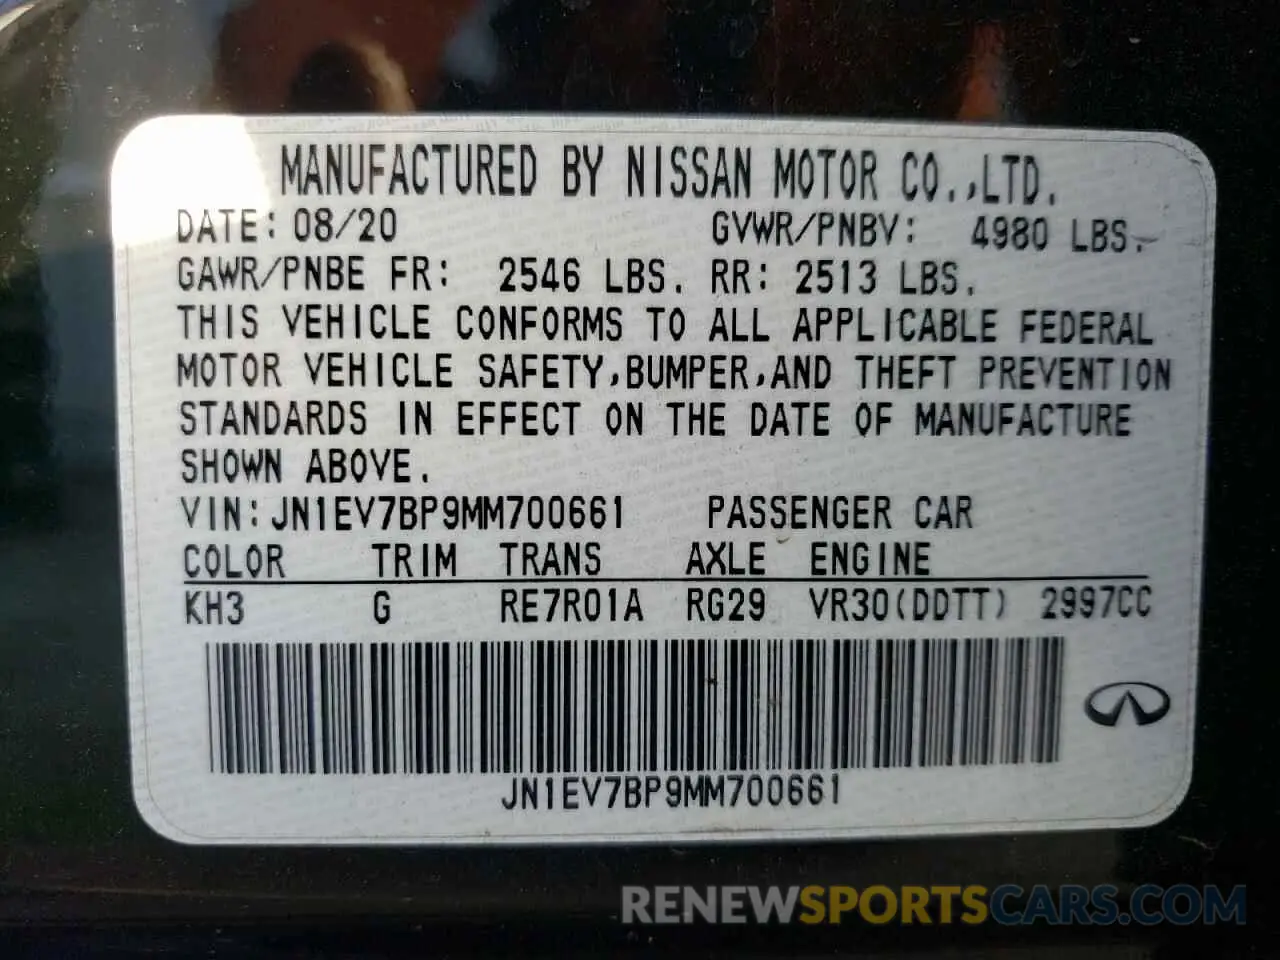 MANUFACTURED BY NISSAN MOTOR CO.,LTD.
DATE: 08/20 GVWR/PNBV: 4980 LBS.
GAWR/PNBE FR: 2546 LBS. RR: 2513 LBS.
THIS VEHICLE CONFORMS TO ALL APPLICABLE FEDERAL
MOTOR VEHICLE SAFETY,BUMPER,AND THEFT PREVENTION
STANDARDS IN EFFECT ON THE DATE OF MANUFACTURE
SHOWN ABOVE.
VIN:JN1EV7BP9MM700661 PASSENGER CAR
COLOR TRIM TRANS AXLE ENGINE
KH3 G RE7R01A RG29 VR30(DDTT) 2997CC
JN1EV7BP9MM700661
RENEWSPORTSCARS.COM